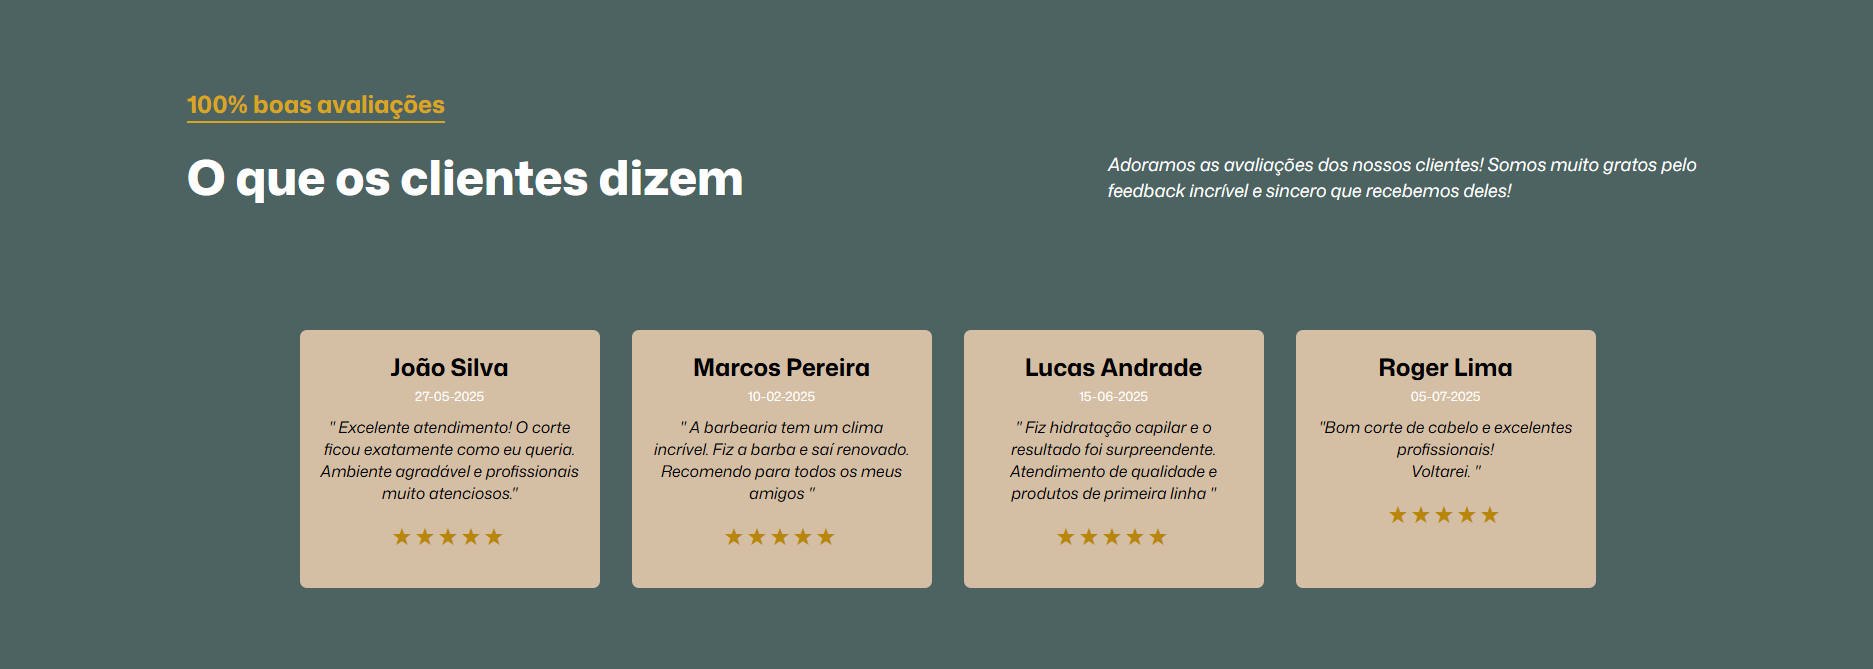 100% boas avaliações
O que os clientes dizem
Adoramos as avaliações dos nossos clientes! Somos muito gratos pelo
feedback incrível e sincero que recebemos deles!
João Silva
27-05-2025
" Excelente atendimento! O corte
ficou exatamente como eu queria.
Ambiente agradável e profissionais
muito atenciosos."
★★★★★
Marcos Pereira
10-02-2025
" A barbearia tem um clima
incrível. Fiz a barba e saí renovado.
Recomendo para todos os meus
amigos "
★★★★★
Lucas Andrade
15-06-2025
" Fiz hidratação capilar e o
resultado foi surpreendente.
Atendimento de qualidade e
produtos de primeira linha "
★★★★★
Roger Lima
05-07-2025
"Bom corte de cabelo e excelentes
profissionais!
Voltarei. "
★★★★★